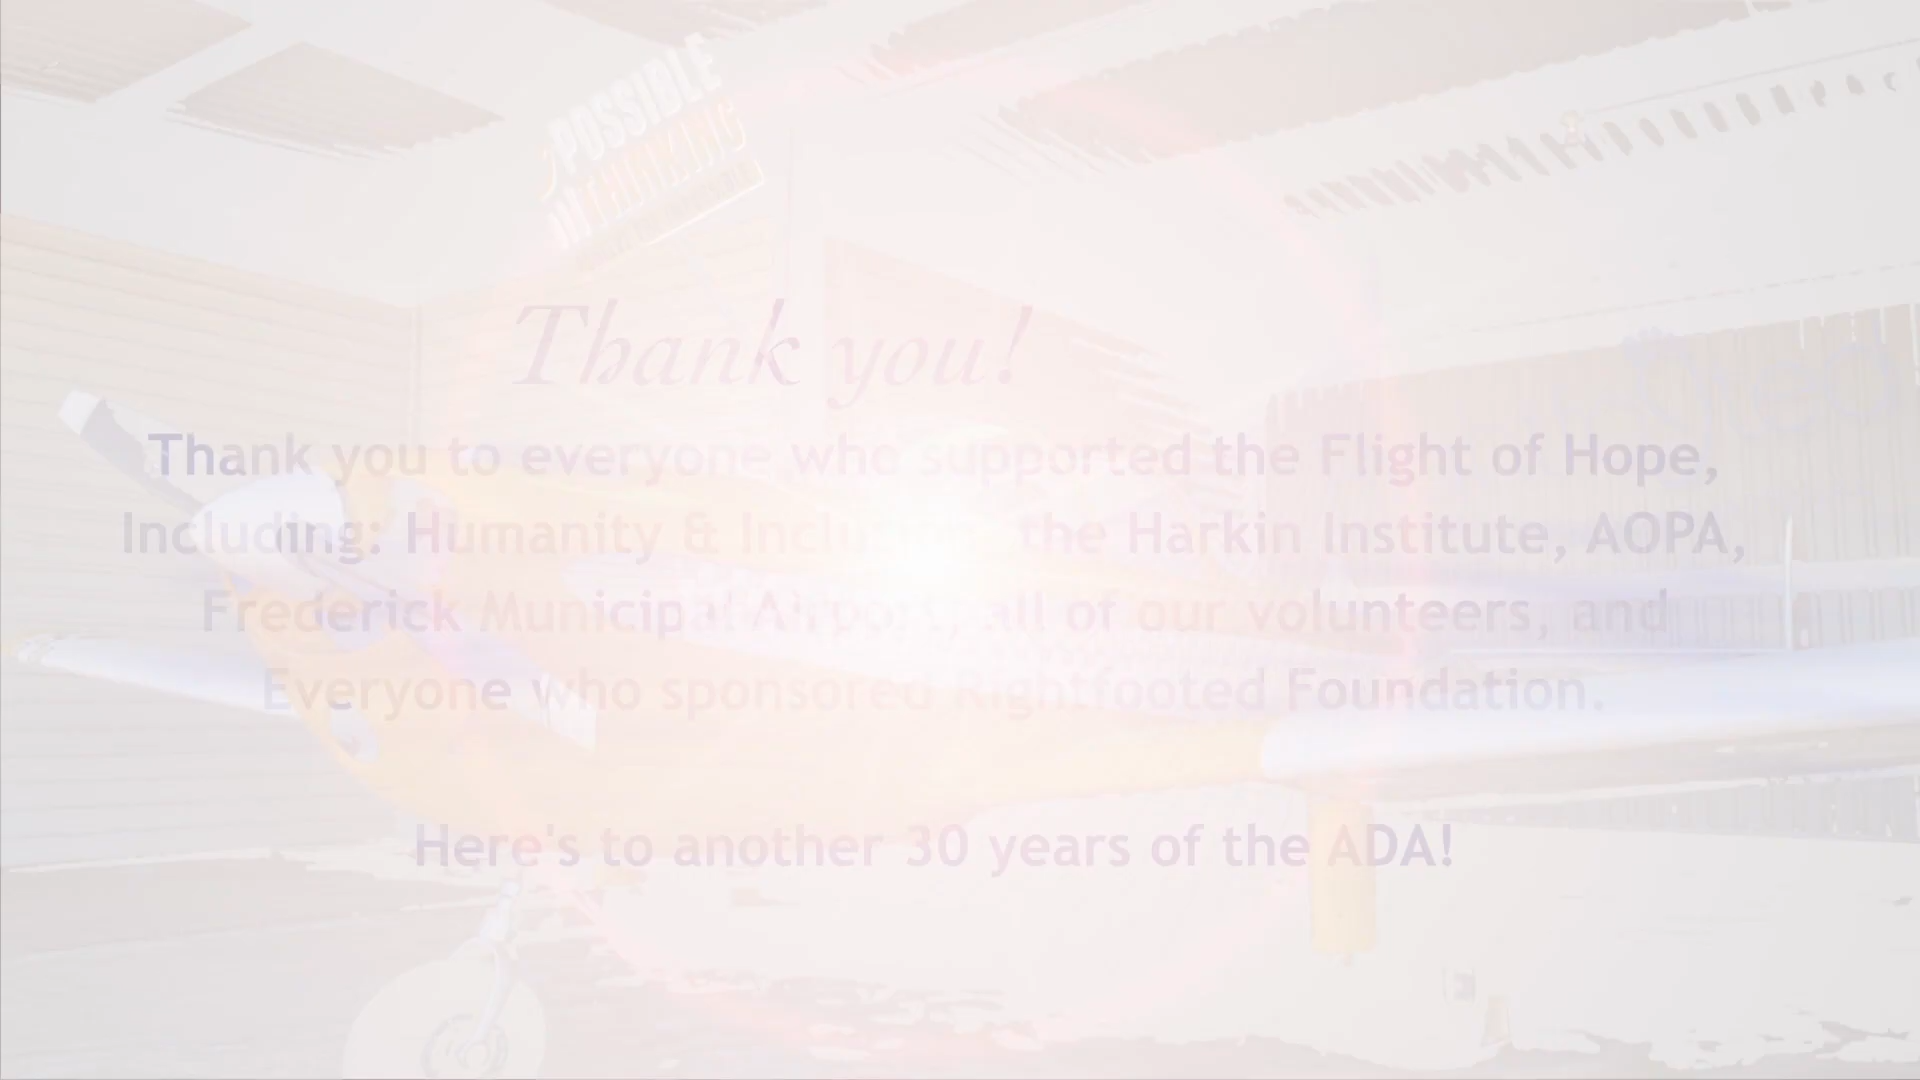 POSSIBLE
THINKING
Thank you!
Thank you to everyone who supported the Flight of Hope,
Including: Humanity & Inclusion, the Harkin Institute, AOPA,
Frederick Municipal Airport, all of our volunteers, and
Everyone who sponsored Rightfooted Foundation.
Here's to another 30 years of the ADA!